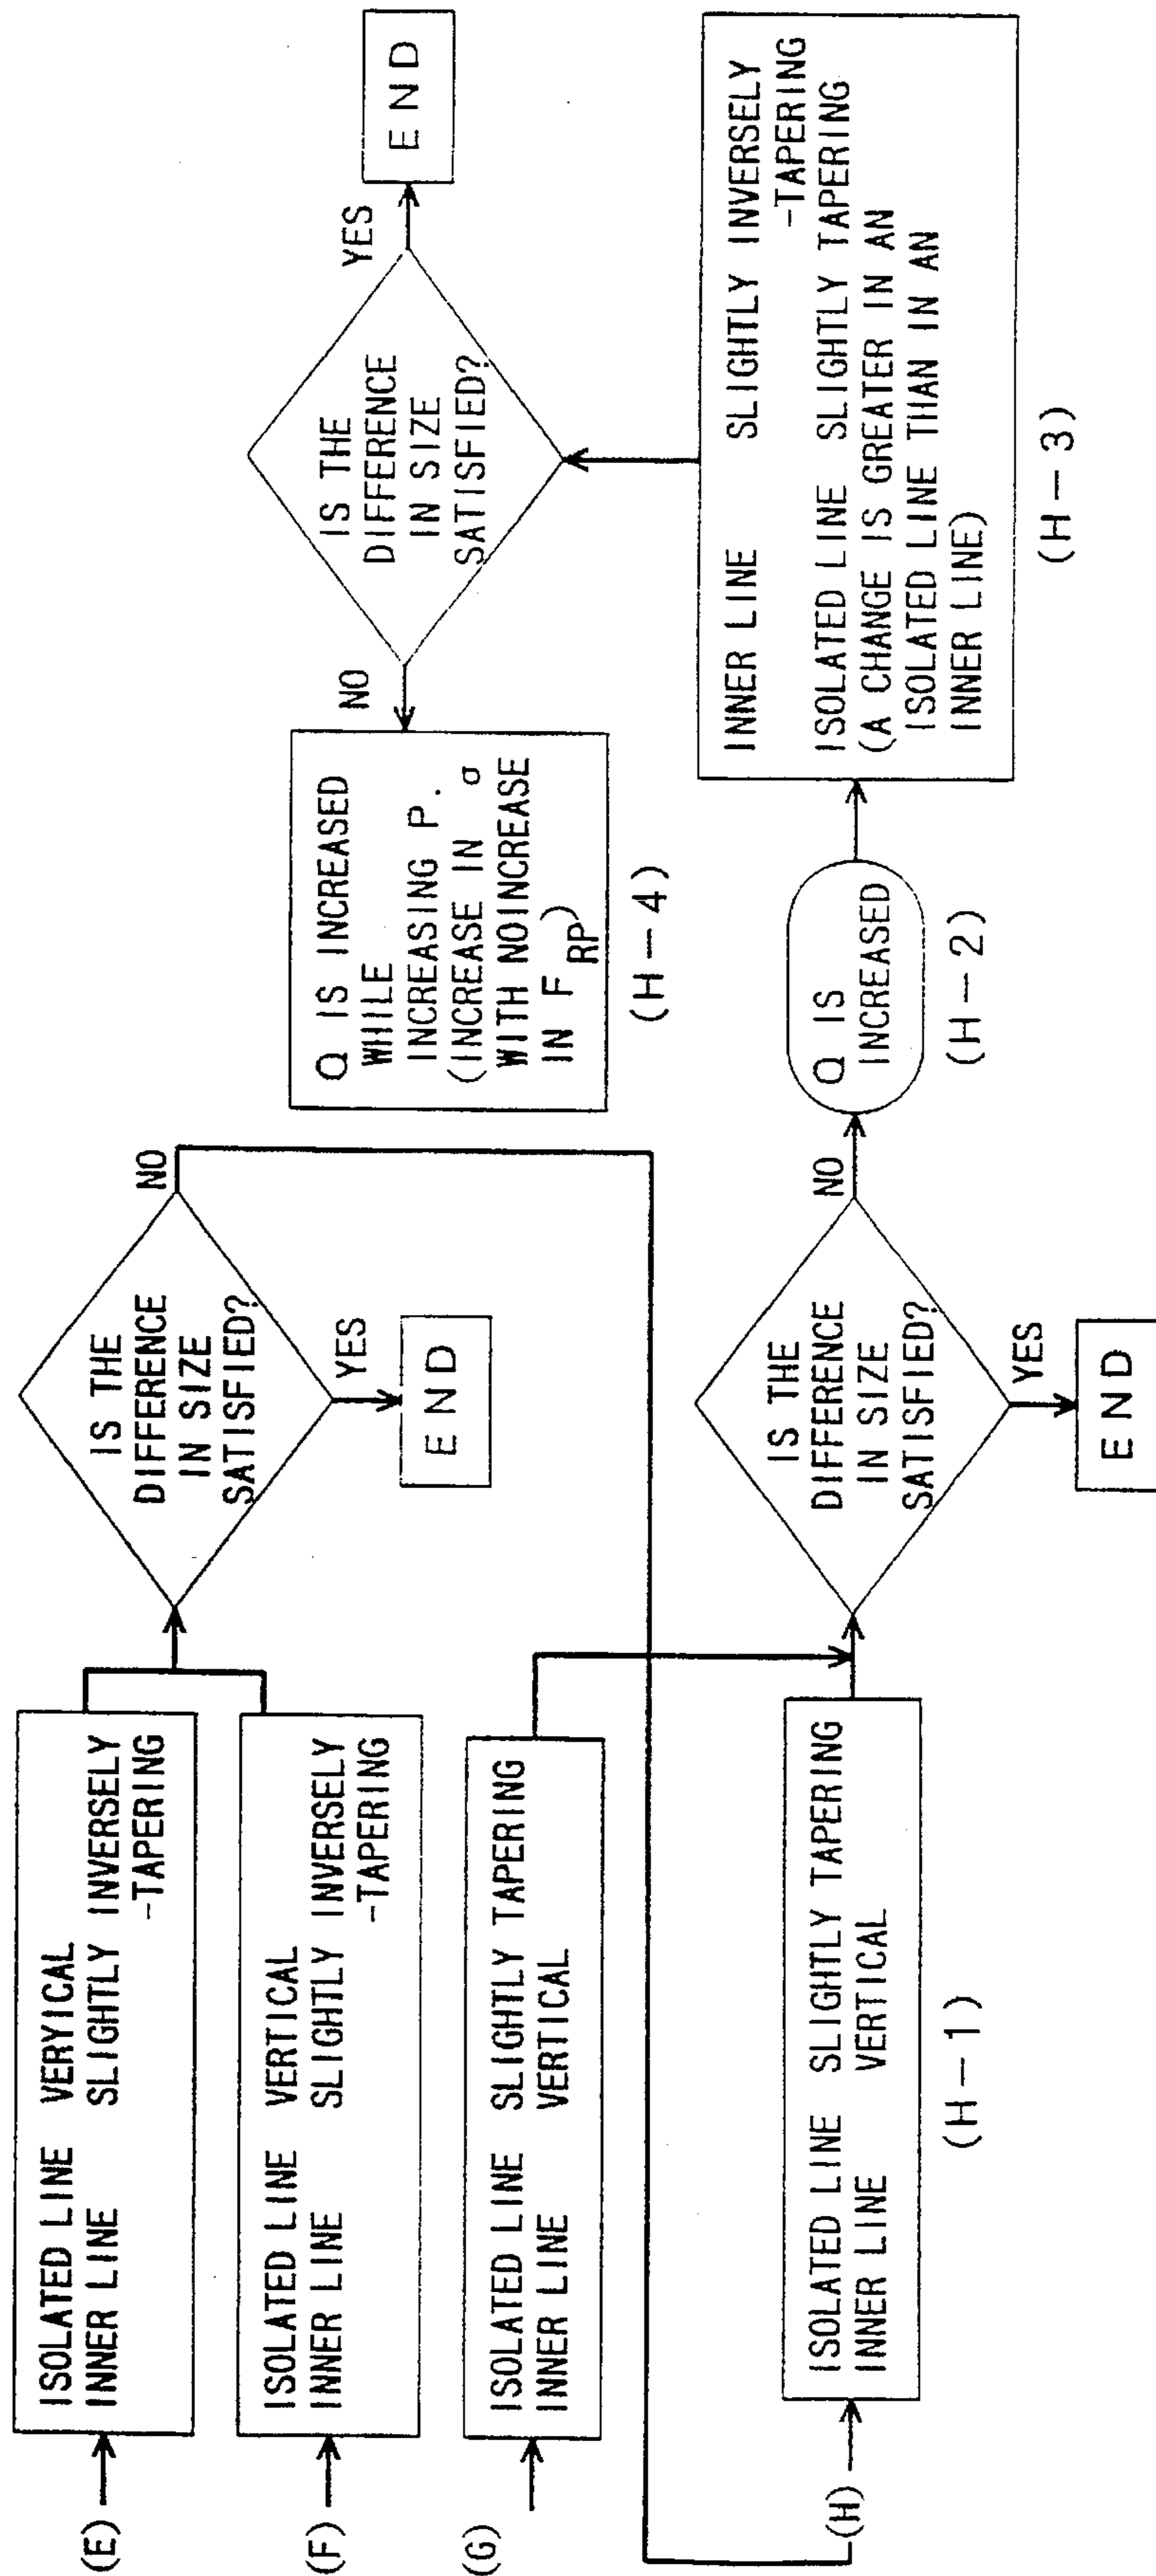 (E)
ISOLATED LINE VERYICAL
INNER LINE SLIGHTLY INVERSELY
-TAPERING
(F)
ISOLATED LINE VERTICAL
INNER LINE SLIGHTLY INVERSELY
-TAPERING
IS THE
DIFFERENCE
IN SIZE
SATISFIED?
NO
YES
END
(G)
ISOLATED LINE SLIGHTLY TAPERING
INNER LINE VERTICAL
(H)
ISOLATED LINE SLIGHTLY TAPERING
INNER LINE VERTICAL
(H-1)
IS THE
DIFFERENCE
IN SIZE
SATISFIED?
YES
END
NO
Q IS
INCREASED
(H-2)
INNER LINE SLIGHTLY INVERSELY
-TAPERING
ISOLATED LINE SLIGHTLY TAPERING
(A CHANGE IS GREATER IN AN
ISOLATED LINE THAN IN AN
INNER LINE)
(H-3)
IS THE
DIFFERENCE
IN SIZE
SATISFIED?
YES
END
NO
Q IS INCREASED
WHILE
INCREASING P.
(INCREASE IN σ
WITH NOINCREASE
IN F RP)
(H-4)